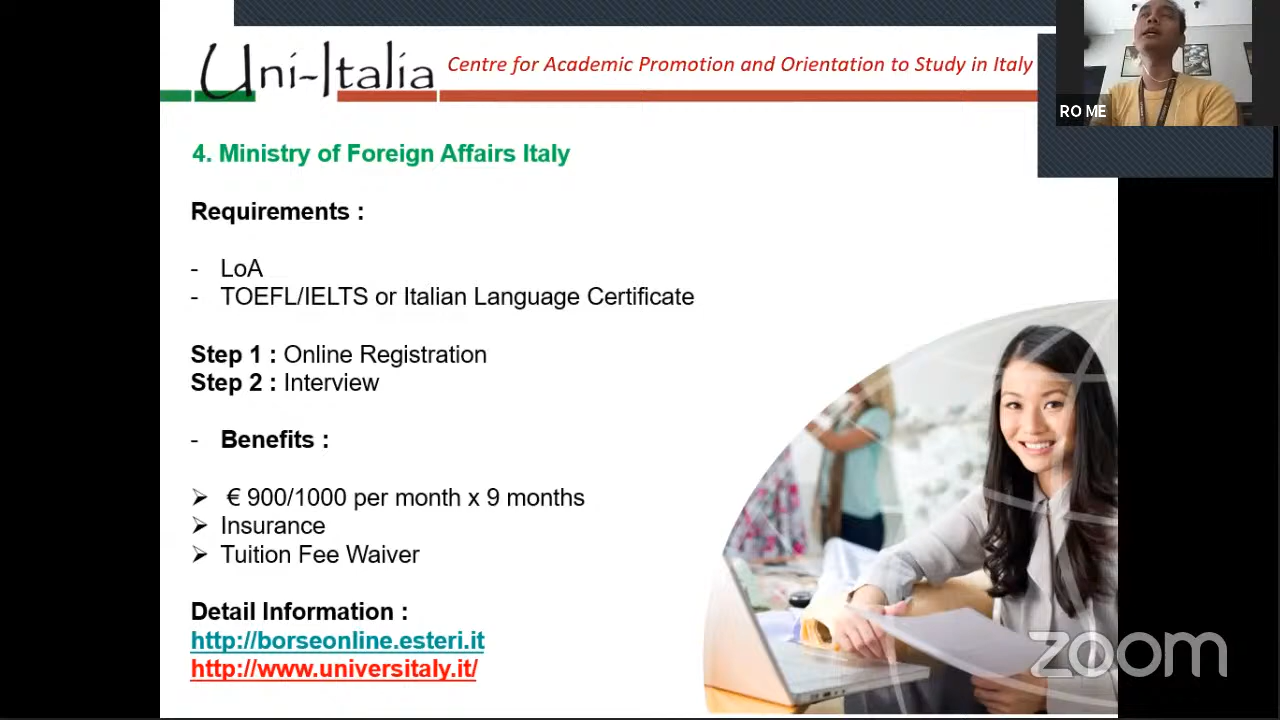 Uni-Italia Centre for Academic Promotion and Orientation to Study in Italy
RO ME
4. Ministry of Foreign Affairs Italy
Requirements :
- LoA
- TOEFL/IELTS or Italian Language Certificate
Step 1 : Online Registration
Step 2 : Interview
- Benefits :
➢ € 900/1000 per month x 9 months
➢ Insurance
➢ Tuition Fee Waiver
Detail Information :
http://borseonline.esteri.it
http://www.universitaly.it/
zoom